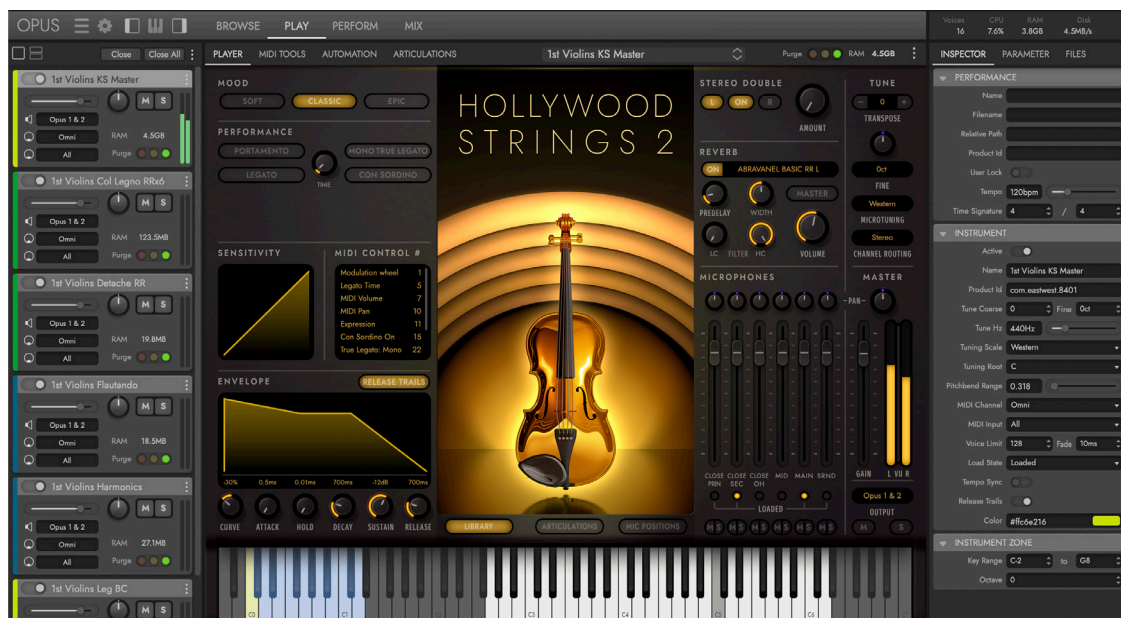 OPUS
BROWSE PLAY PERFORM MIX
Voices CPU RAM Disk
16 7.6% 3.8GB 4.5MB/s
Close Close All
PLAYER MIDI TOOLS AUTOMATION ARTICULATIONS
1st Violins KS Master
Purge RAM 4.5GB
INSPECTOR PARAMETER FILES
1st Violins KS Master
M S
Opus 1 & 2
Omni RAM 4.5GB
All Purge
1st Violins Col Legno RRx6
M S
Opus 1 & 2
Omni RAM 123.5MB
All Purge
1st Violins Detache RR
M S
Opus 1 & 2
Omni RAM 19.8MB
All Purge
1st Violins Flautando
M S
Opus 1 & 2
Omni RAM 18.5MB
All Purge
1st Violins Harmonics
M S
Opus 1 & 2
Omni RAM 27.1MB
All Purge
1st Violins Leg BC
M S
MOOD
SOFT CLASSIC EPIC
PERFORMANCE
PORTAMENTO MONO TRUE LEGATO
LEGATO CON SORDINO
TIME
SENSITIVITY
MIDI CONTROL #
Modulation wheel 1
Legato Time 5
MIDI Volume 7
MIDI Pan 10
Expression 11
Con Sordino On 15
True Legato: Mono 22
ENVELOPE RELEASE TRAILS
-30% 0.5ms 0.01ms 700ms -12dB 700ms
CURVE ATTACK HOLD DECAY SUSTAIN RELEASE
HOLLYWOOD
STRINGS 2
LIBRARY ARTICULATIONS MIC POSITIONS
STEREO DOUBLE
L ON R
AMOUNT
REVERB
ON ABRAVANEL BASIC RR L
MASTER
PREDELAY WIDTH
LC FILTER HC VOLUME
MICROPHONES
CLOSE PRN CLOSE SEC CLOSE OH MID MAIN SRND
LOADED
M S M S M S M S M S M S
TUNE
- 0 +
TRANSPOSE
0ct
FINE
Western
MICROTUNING
Stereo
CHANNEL ROUTING
MASTER
-PAN-
GAIN L VU R
Opus 1 & 2
OUTPUT
M S
C0 C1 C3 C4 C5 C6
PERFORMANCE
Name
Filename
Relative Path
Product Id
User Lock
Tempo 120bpm
Time Signature 4 / 4
INSTRUMENT
Active
Name 1st Violins KS Master
Product Id com.eastwest.8401
Tune Coarse 0 Fine 0ct
Tune Hz 440Hz
Tuning Scale Western
Tuning Root C
Pitchbend Range 0.318
MIDI Channel Omni
MIDI Input All
Voice Limit 128 Fade 10ms
Load State Loaded
Tempo Sync
Release Trails
Color #ffc6e216
INSTRUMENT ZONE
Key Range C-2 to G8
Octave 0